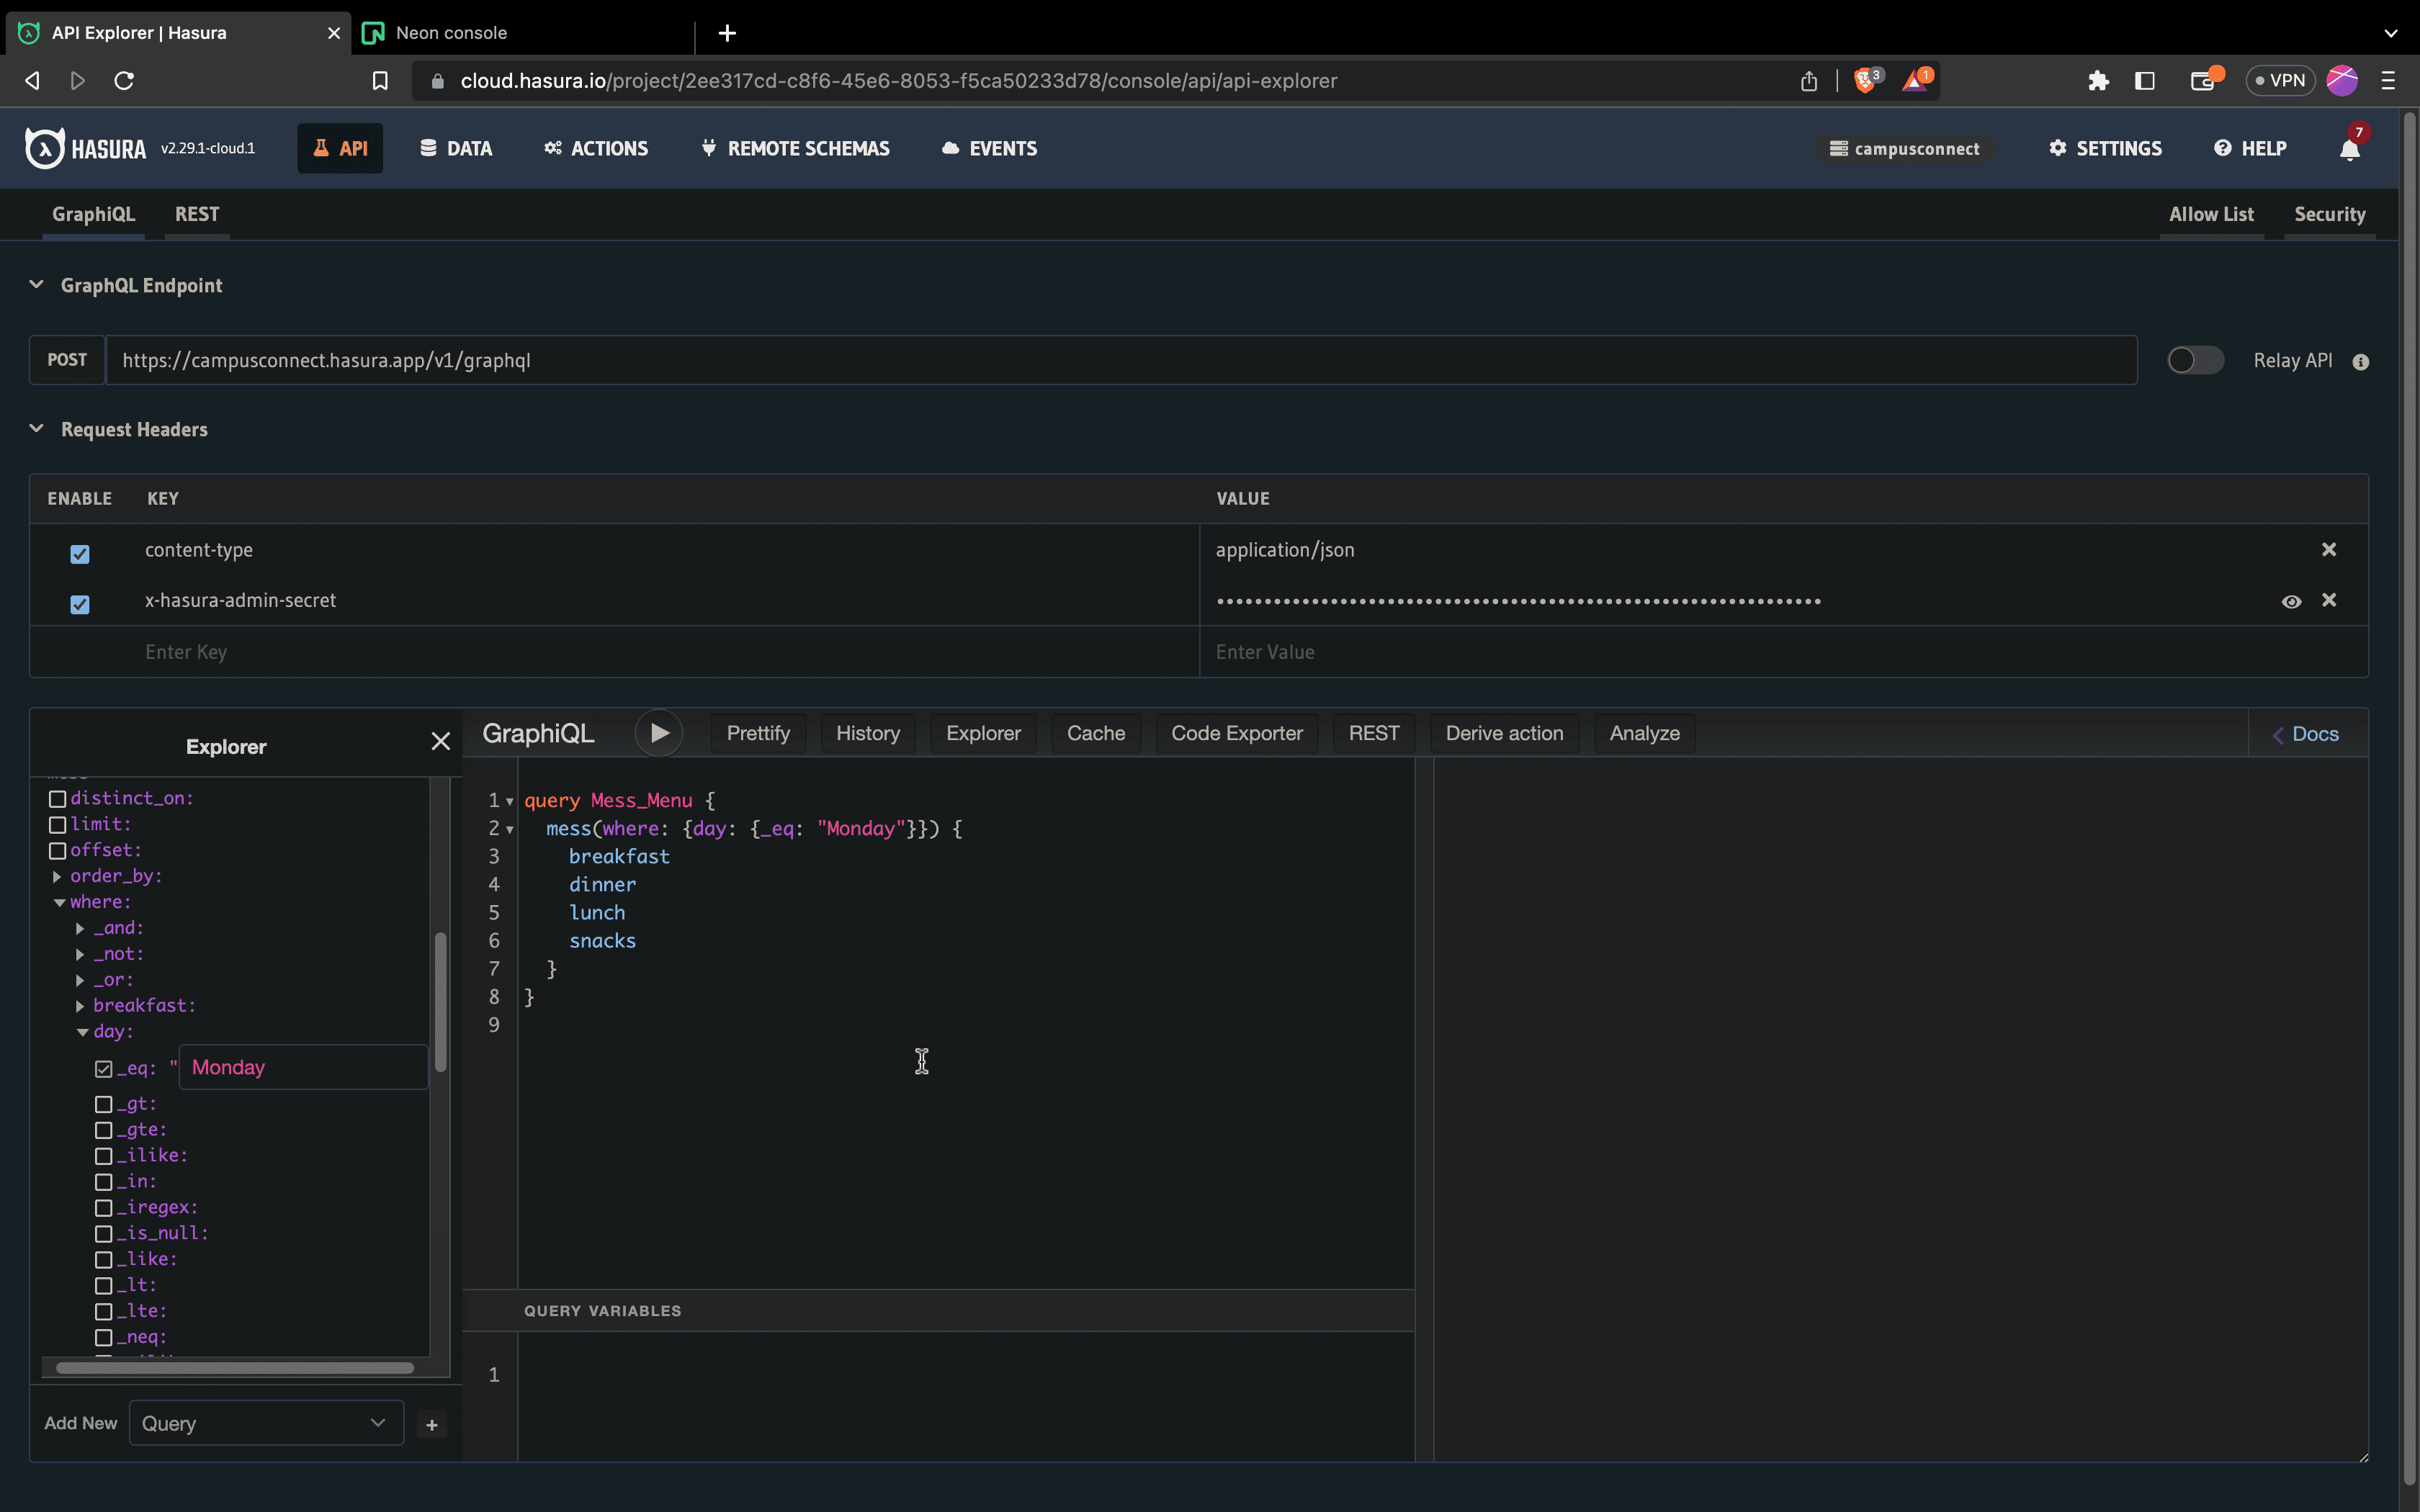 API Explorer | Hasura
Neon console
cloud.hasura.io/project/2ee317cd-c8f6-45e6-8053-f5ca50233d78/console/api/api-explorer
3
1
VPN
HASURA v2.29.1-cloud.1
API
DATA
ACTIONS
REMOTE SCHEMAS
EVENTS
campusconnect
SETTINGS
HELP
7
GraphiQL
REST
Allow List
Security
GraphQL Endpoint
POST
https://campusconnect.hasura.app/v1/graphql
Relay API
Request Headers
ENABLE KEY VALUE
content-type application/json
x-hasura-admin-secret ••••••••••••••••••••••••••••••••••••••••••••••••••••••••••••••••
Enter Key Enter Value
Explorer
distinct_on:
limit:
offset:
order_by:
where:
_and:
_not:
_or:
breakfast:
day:
_eq: " Monday
_gt:
_gte:
_ilike:
_in:
_iregex:
_is_null:
_like:
_lt:
_lte:
_neq:
Add New
Query
+
GraphiQL
Prettify
History
Explorer
Cache
Code Exporter
REST
Derive action
Analyze
Docs
1 query Mess_Menu {
2 mess(where: {day: {_eq: "Monday"}}) {
3 breakfast
4 dinner
5 lunch
6 snacks
7 }
8 }
9
QUERY VARIABLES
1